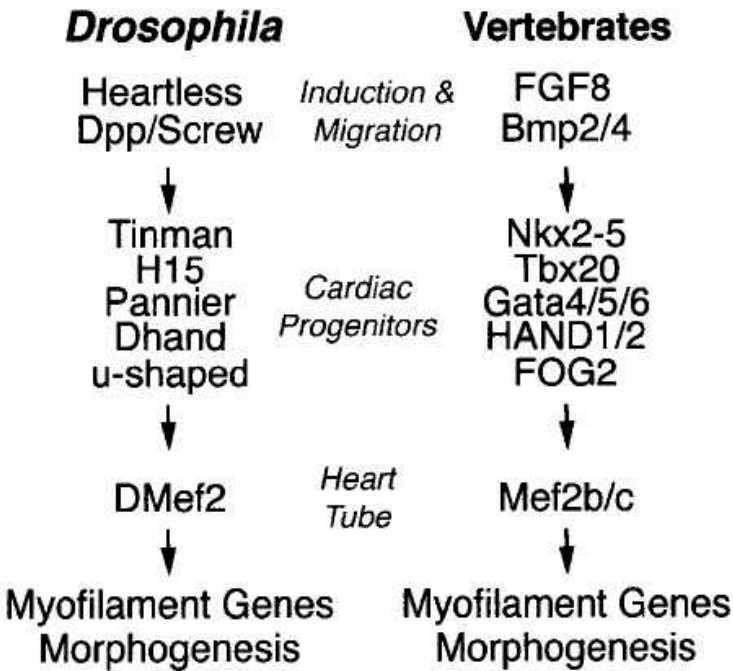 Drosophila
Vertebrates
Heartless
Dpp/Screw
Induction &
Migration
FGF8
Bmp2/4
Tinman
H15
Pannier
Dhand
u-shaped
Cardiac
Progenitors
Nkx2-5
Tbx20
Gata4/5/6
HAND1/2
FOG2
DMef2
Heart
Tube
Mef2b/c
Myofilament Genes
Morphogenesis
Myofilament Genes
Morphogenesis